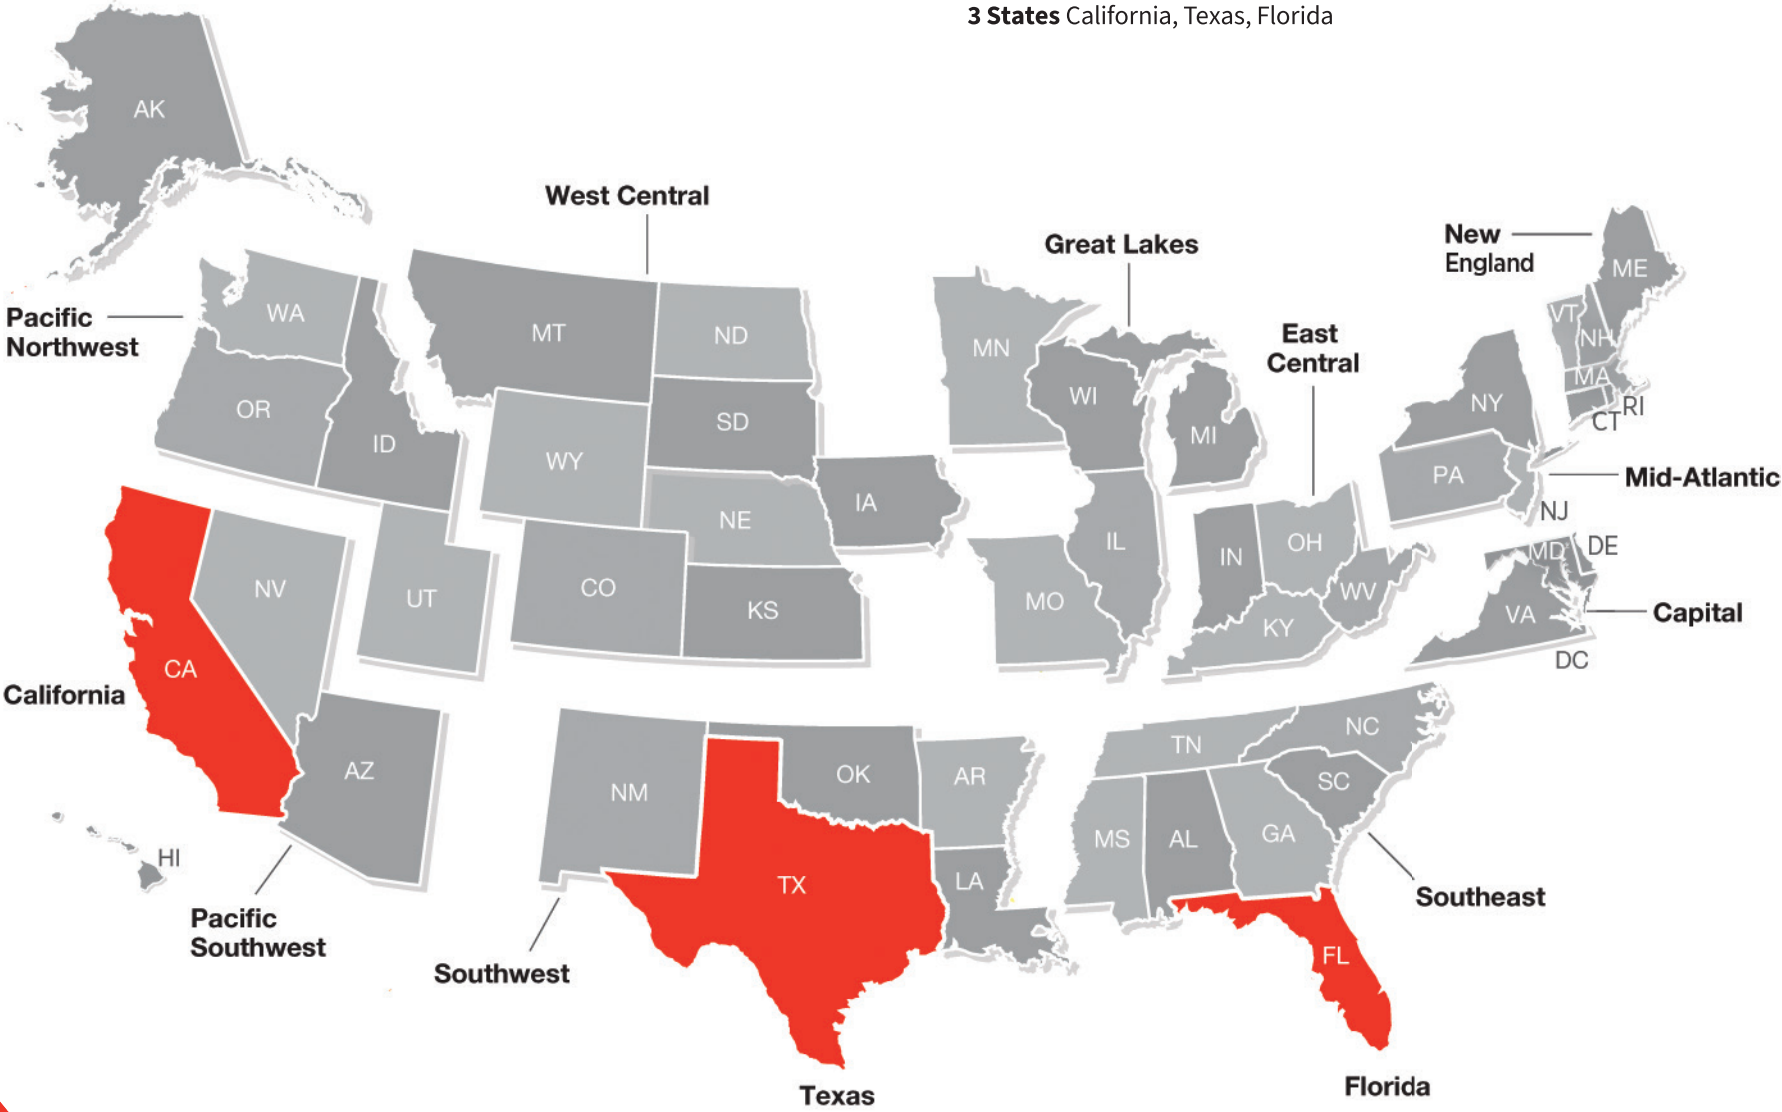 3 States California, Texas, Florida
AK
West Central
Great Lakes
New
England
ME
Pacific
Northwest
WA
MT
ND
MN
East
Central
VT
NH
OR
ID
SD
WI
MI
NY
MA
RI
CT
WY
IA
PA
Mid-Atlantic
NE
NJ
NV
UT
CO
KS
MO
IL
IN
OH
WV
KY
MD
DE
VA
Capital
DC
CA
California
AZ
NM
OK
AR
TN
NC
SC
HI
TX
LA
MS
AL
GA
Southeast
Pacific
Southwest
Southwest
FL
Texas
Florida